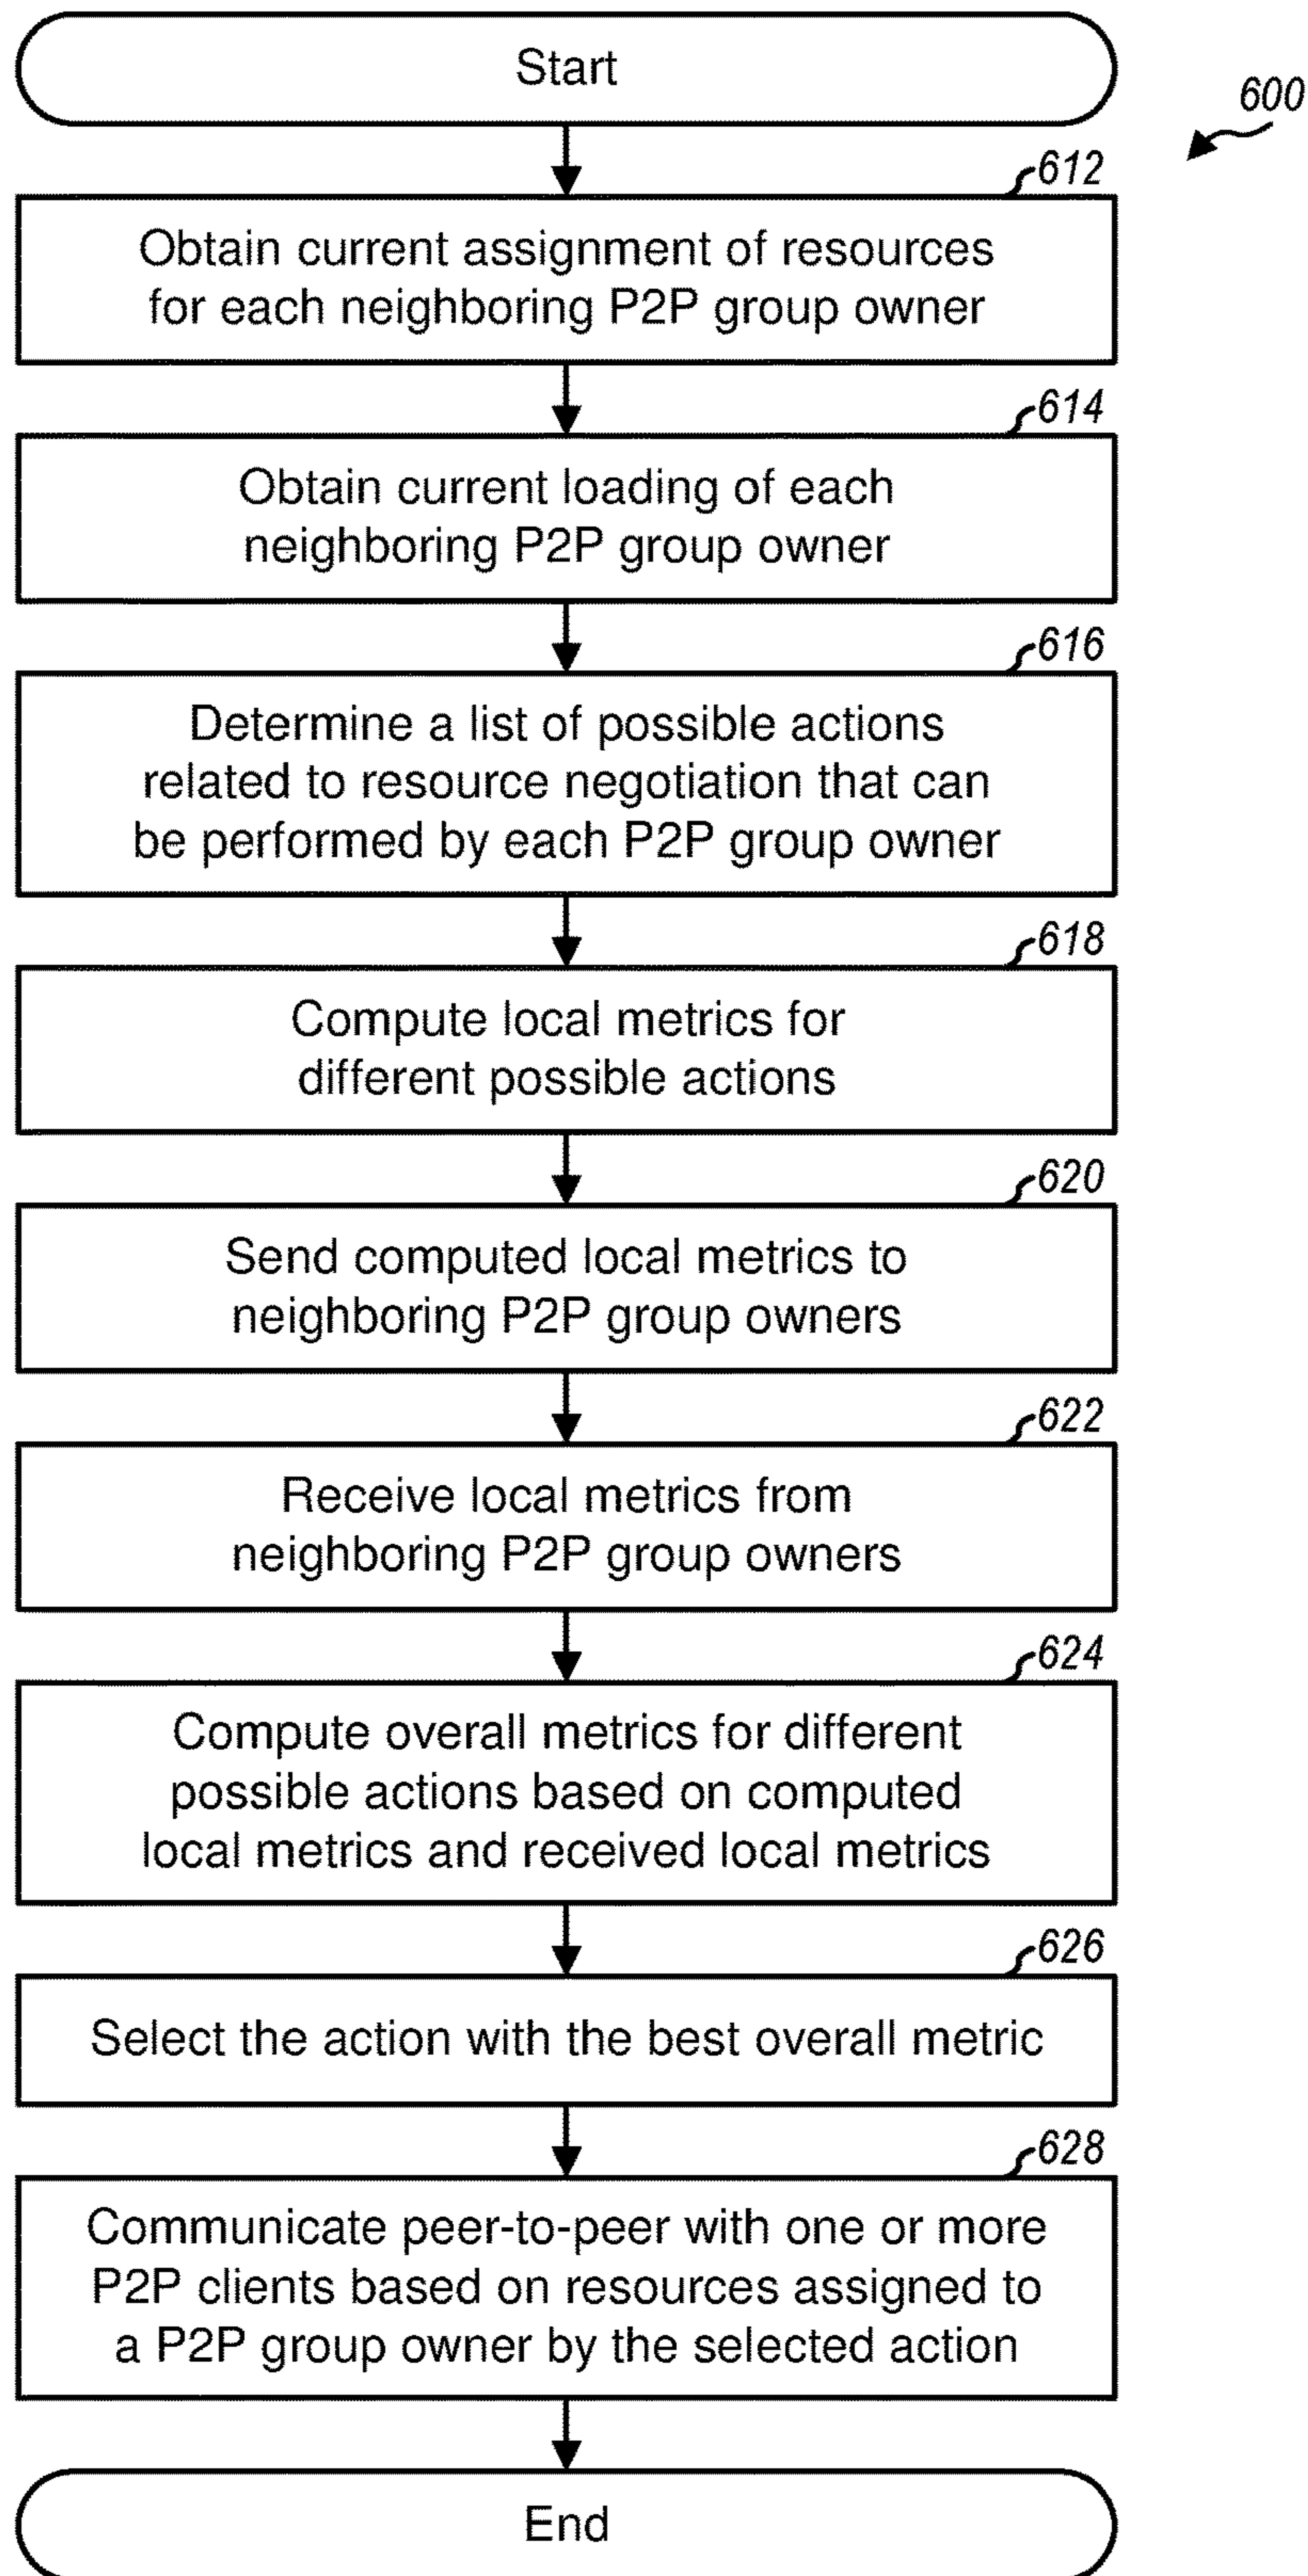 Start
600
612
Obtain current assignment of resources
for each neighboring P2P group owner
614
Obtain current loading of each
neighboring P2P group owner
616
Determine a list of possible actions
related to resource negotiation that can
be performed by each P2P group owner
618
Compute local metrics for
different possible actions
620
Send computed local metrics to
neighboring P2P group owners
622
Receive local metrics from
neighboring P2P group owners
624
Compute overall metrics for different
possible actions based on computed
local metrics and received local metrics
626
Select the action with the best overall metric
628
Communicate peer-to-peer with one or more
P2P clients based on resources assigned to
a P2P group owner by the selected action
End